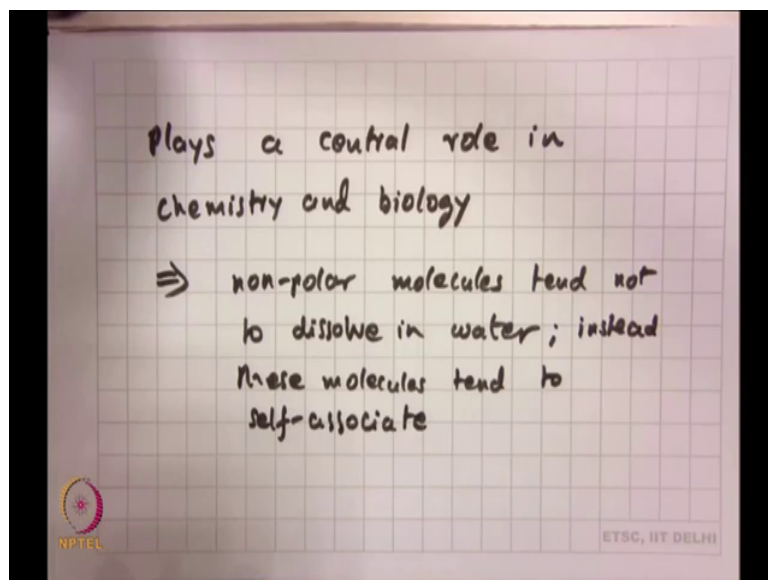 Plays a central role in
chemistry and biology
⇒ non-polar molecules tend not
to dissolve in water; instead
these molecules tend to
self-associate
NPTEL
ETSC, IIT DELHI